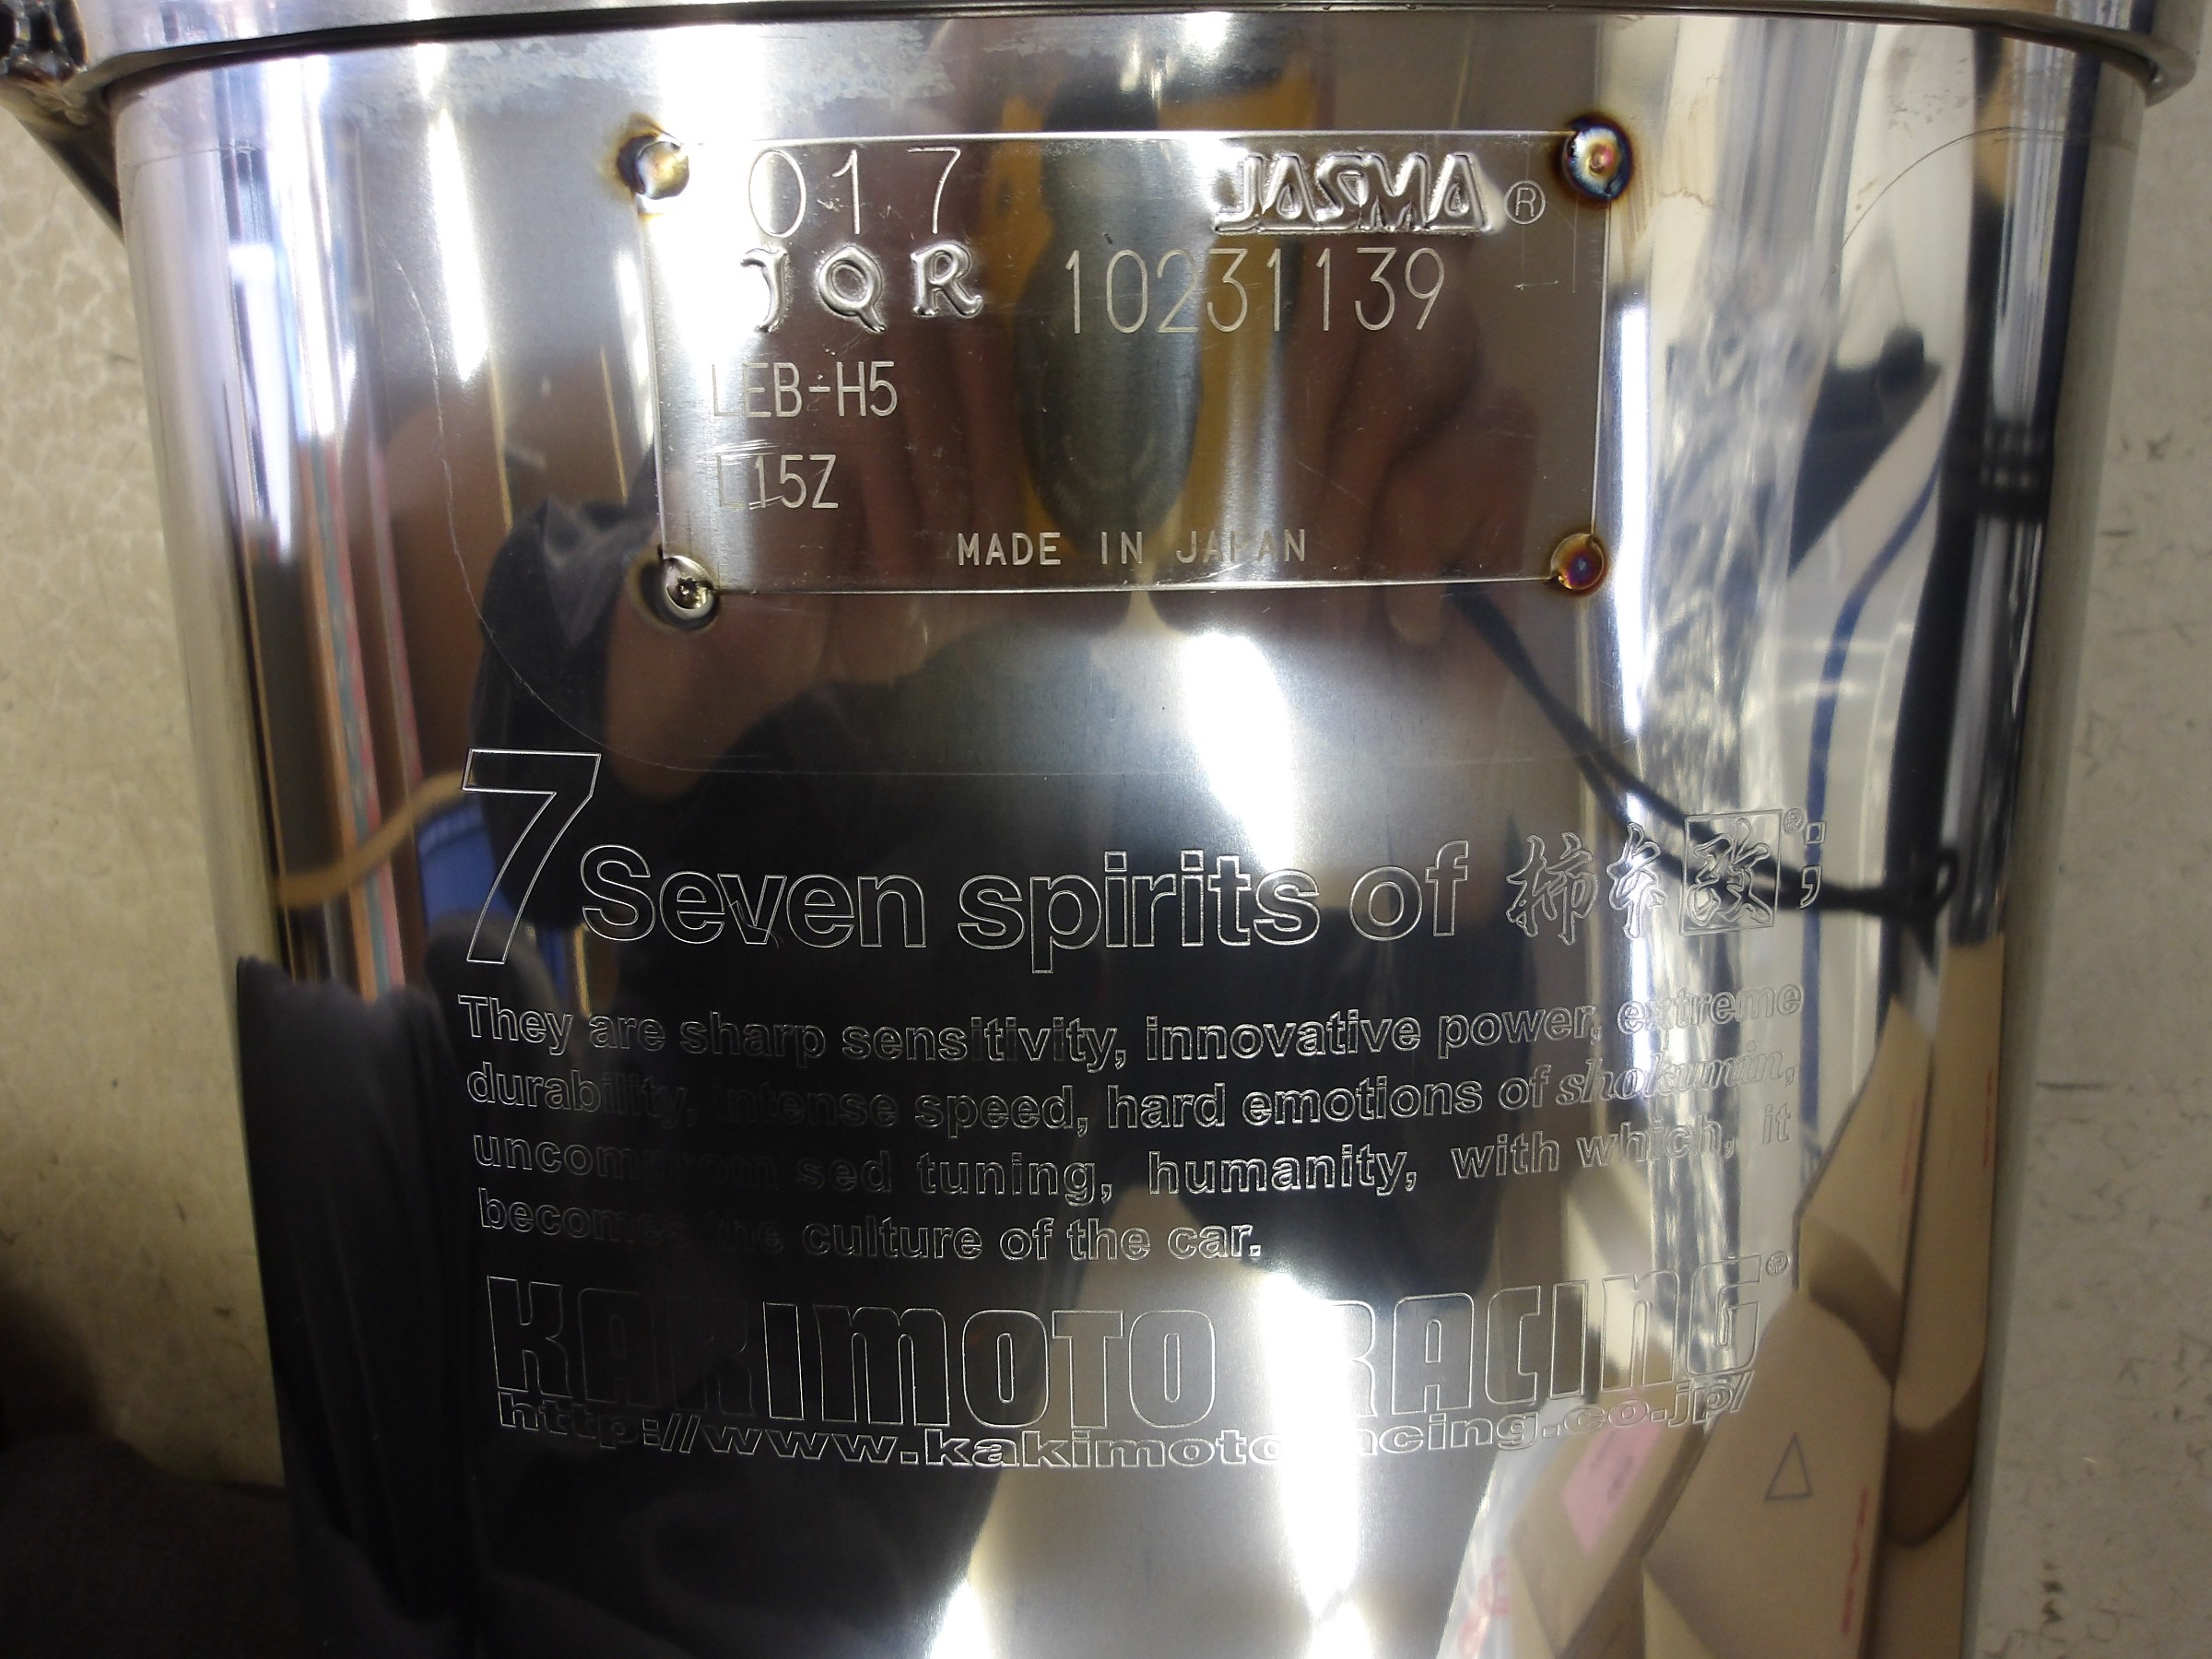 017 JASMA ®
JQR 10231139
LEB-H5
L15Z
MADE IN JAPAN
7 Seven spirits of 柿本改®;
They are sharp sensitivity, innovative power, extreme
durability, intense speed, hard emotions of shokunin,
uncompromised tuning, humanity, with which, it
becomes the culture of the car.
KAKIMOTO RACING®
http://www.kakimotoracing.co.jp/